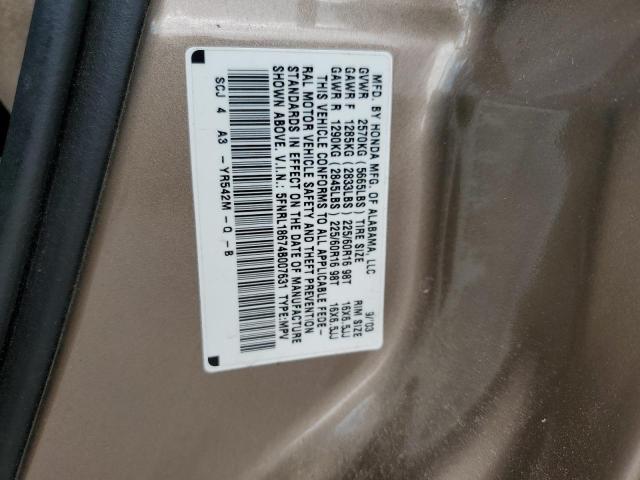 MFD. BY HONDA MFG. OF ALABAMA, LLC 9/'03
GVWR 2570KG (5665LBS) TIRE SIZE RIM SIZE
GAWR F 1285KG (2833LBS) 225/60R16 98T 16X6.5JJ
GAWR R 1290KG (2845LBS) 225/60R16 98T 16X6.5JJ
THIS VEHICLE CONFORMS TO ALL APPLICABLE FEDE-
RAL MOTOR VEHICLE SAFETY AND THEFT PREVENTION
STANDARDS IN EFFECT ON THE DATE OF MANUFACTURE
SHOWN ABOVE. V.I.N.: 5FNRL18674B007631 TYPE:MPV
SCJ 4 A3 - YR542M - Q - B